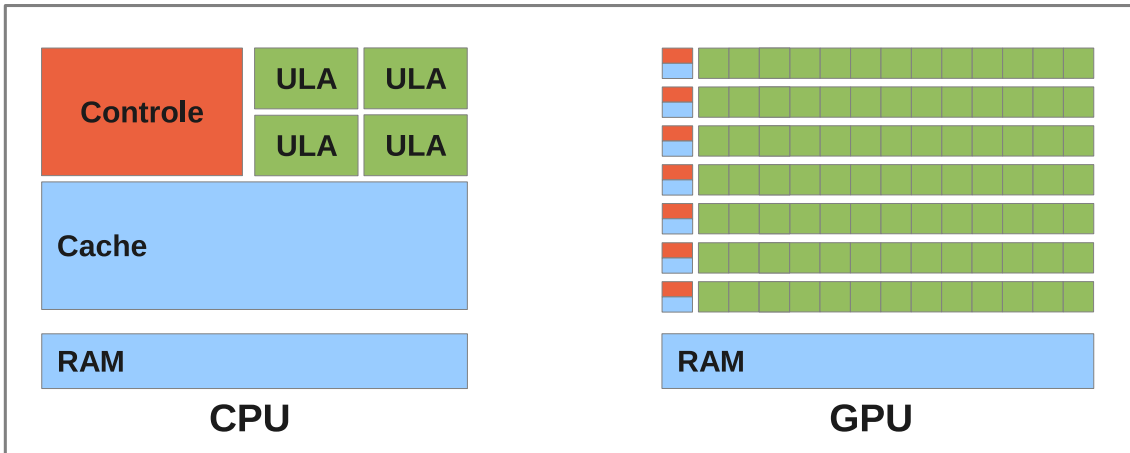 Controle
ULA
ULA
ULA
ULA
Cache
RAM
CPU
RAM
GPU